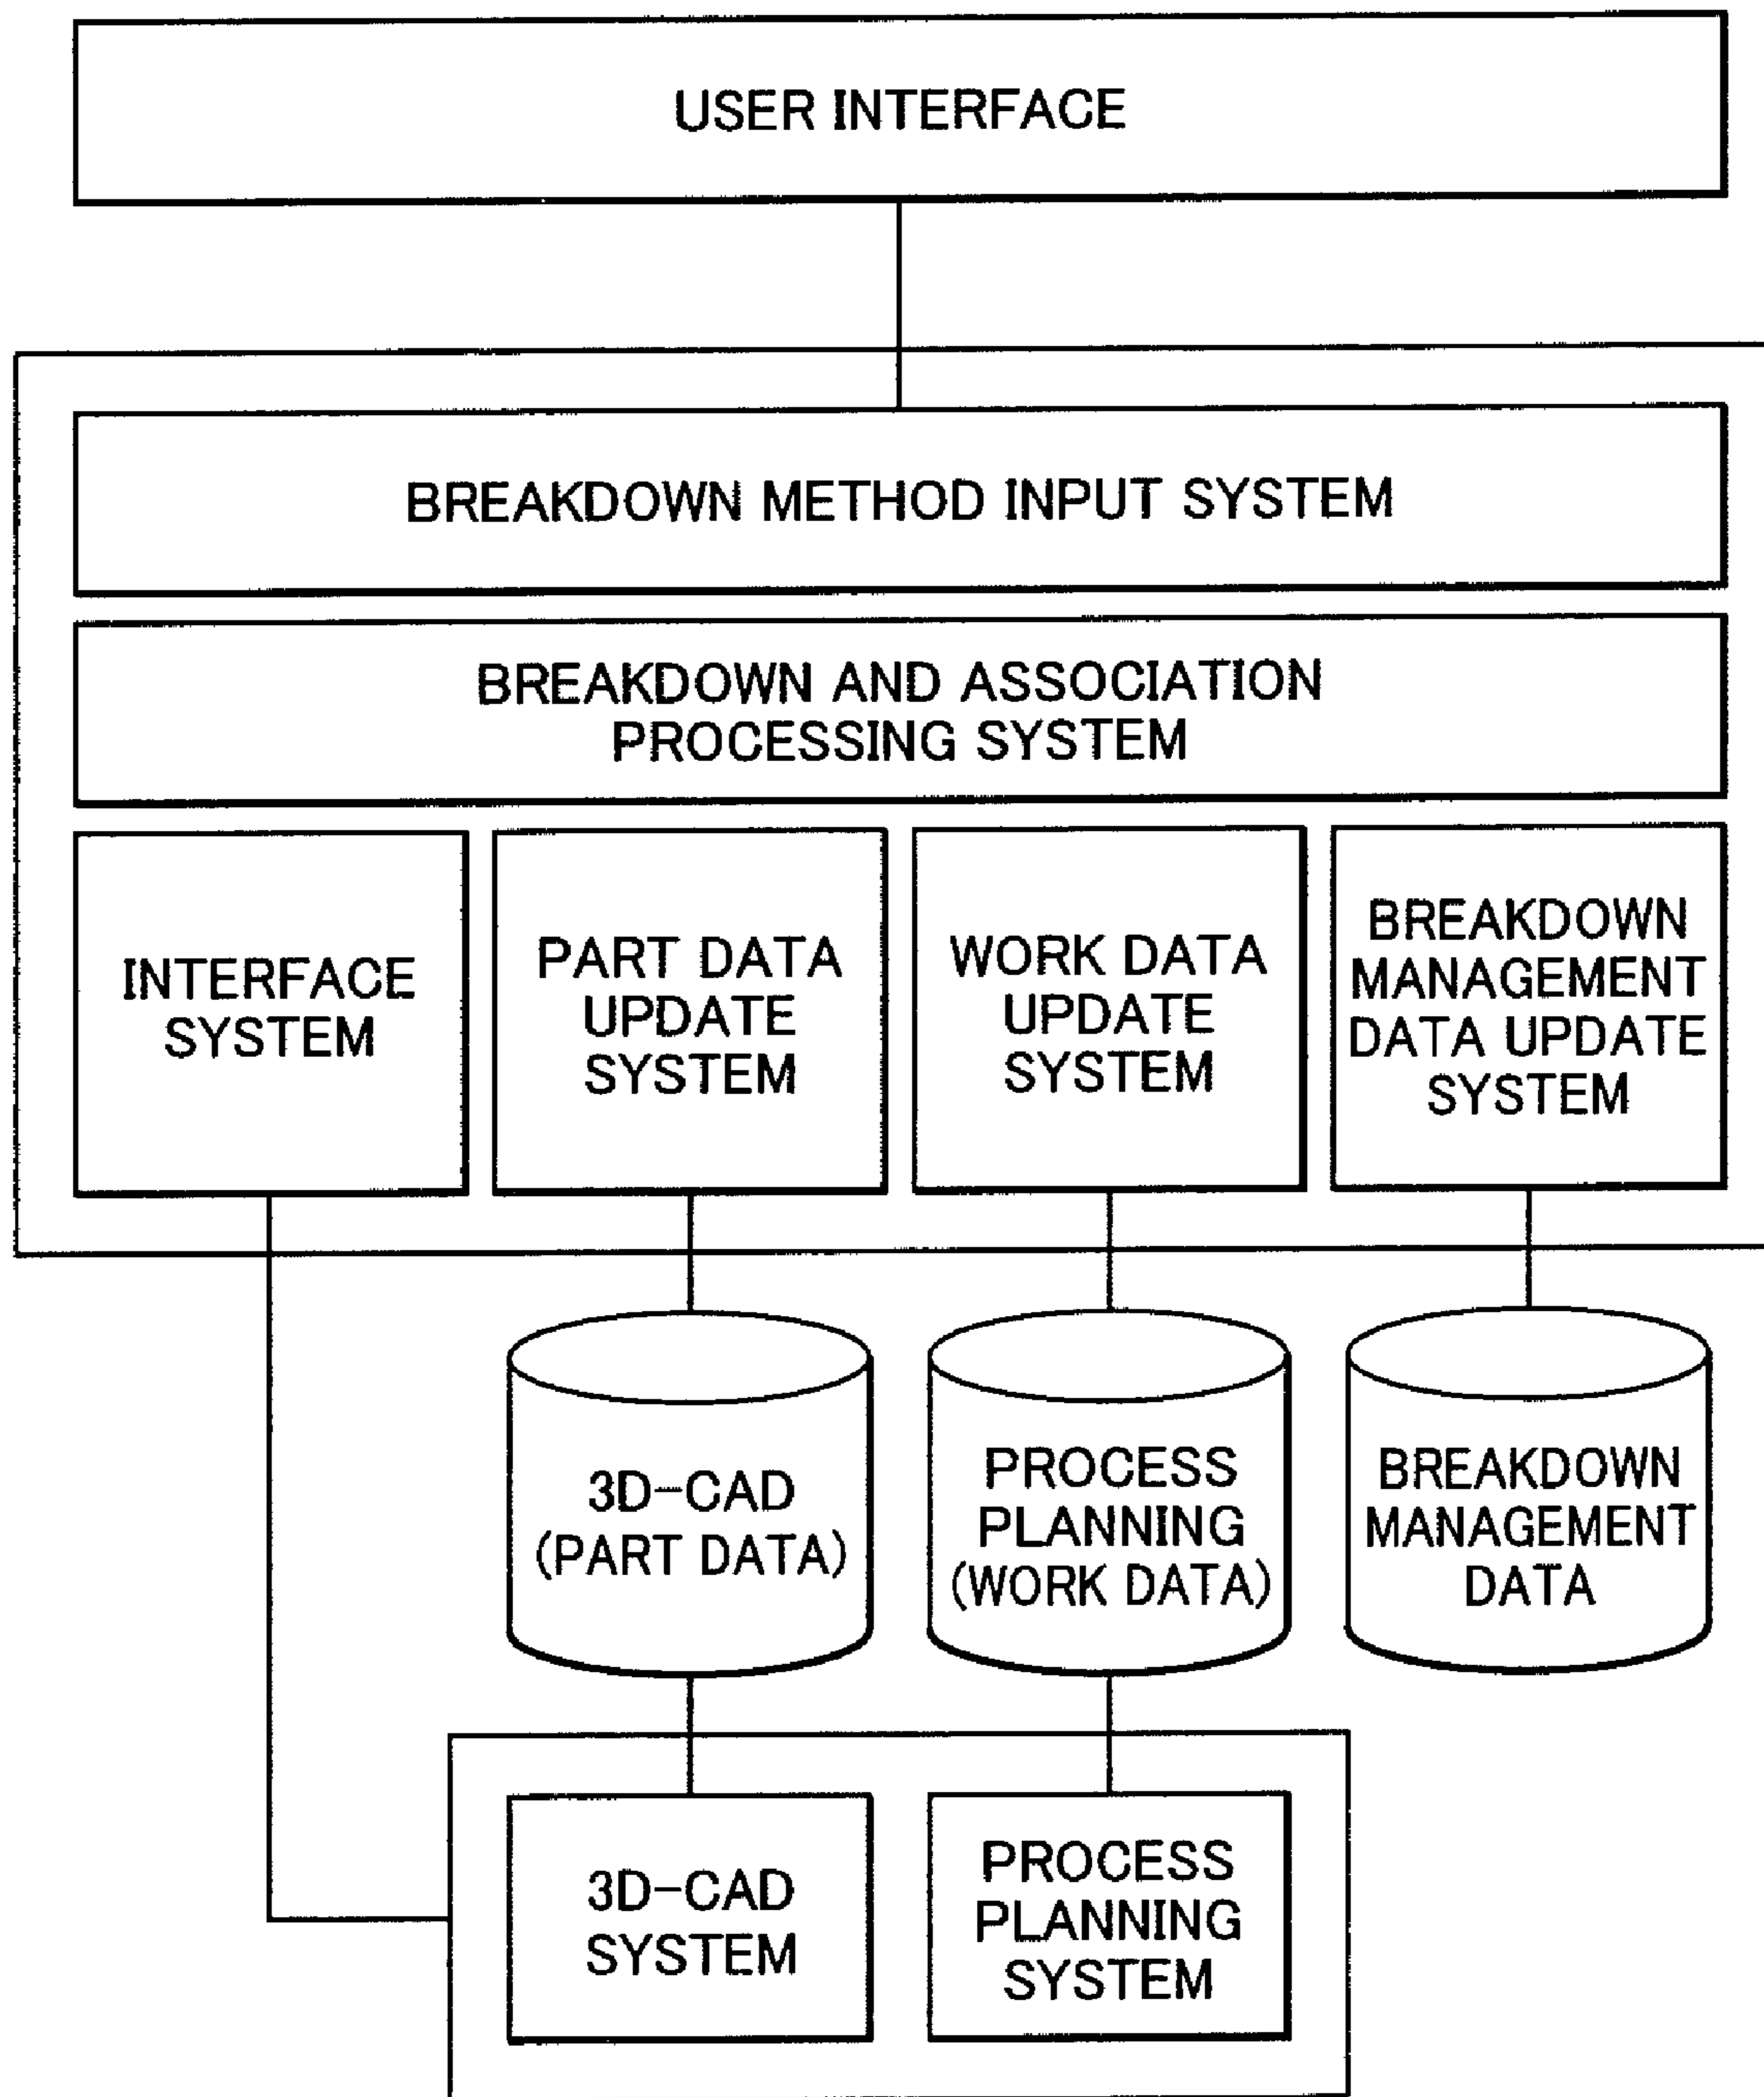 USER INTERFACE
BREAKDOWN METHOD INPUT SYSTEM
BREAKDOWN AND ASSOCIATION
PROCESSING SYSTEM
INTERFACE
SYSTEM
PART DATA
UPDATE
SYSTEM
WORK DATA
UPDATE
SYSTEM
BREAKDOWN
MANAGEMENT
DATA UPDATE
SYSTEM
3D-CAD
(PART DATA)
PROCESS
PLANNING
(WORK DATA)
BREAKDOWN
MANAGEMENT
DATA
3D-CAD
SYSTEM
PROCESS
PLANNING
SYSTEM